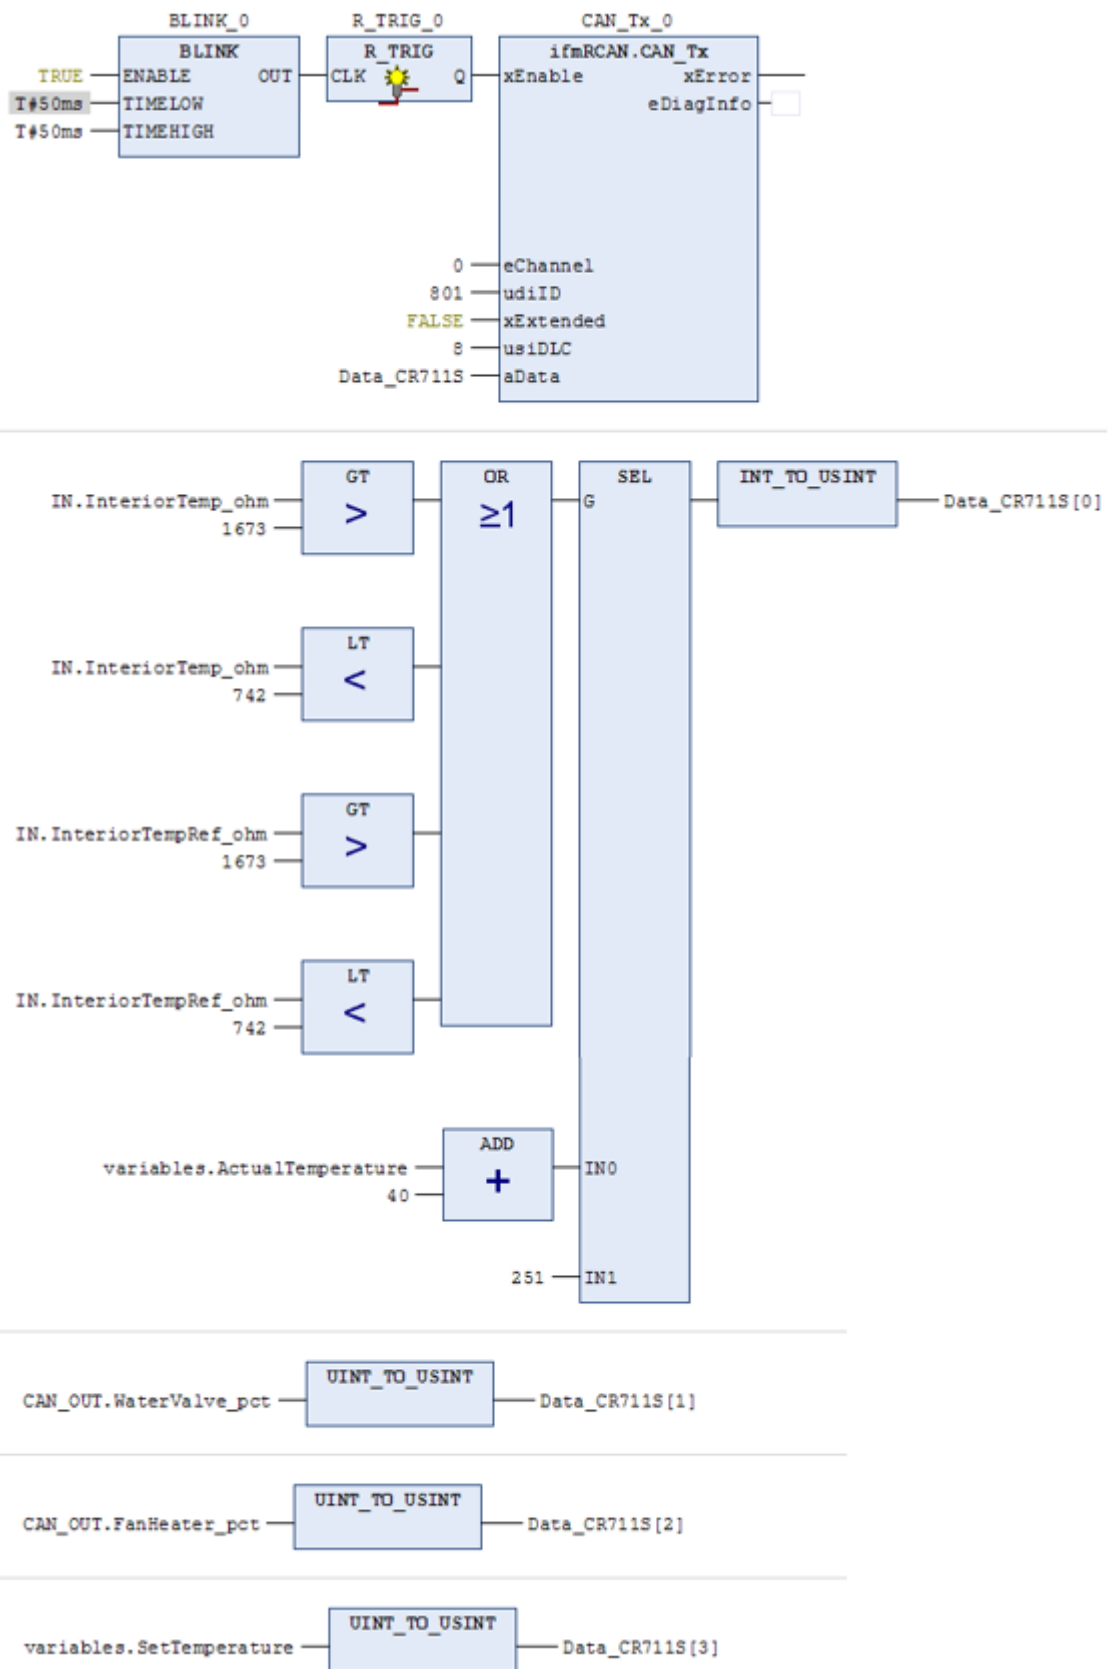 BLINK_0 R_TRIG_0 CAN_Tx_0
BLINK R_TRIG ifmRCAN.CAN_Tx
TRUE ENABLE OUT CLK Q xEnable xError
T#50ms TIMELOW eDiagInfo
T#50ms TIMEHIGH
0 eChannel
801 udiID
FALSE xExtended
8 usiDLC
Data_CR711S aData
GT OR SEL INT_TO_USINT
IN.InteriorTemp_ohm > ≥1 G Data_CR711S[0]
1673
LT
IN.InteriorTemp_ohm <
742
GT
IN.InteriorTempRef_ohm >
1673
LT
IN.InteriorTempRef_ohm <
742
ADD
variables.ActualTemperature + IN0
40
251 IN1
UINT_TO_USINT
CAN_OUT.WaterValve_pct Data_CR711S[1]
UINT_TO_USINT
CAN_OUT.FanHeater_pct Data_CR711S[2]
UINT_TO_USINT
variables.SetTemperature Data_CR711S[3]